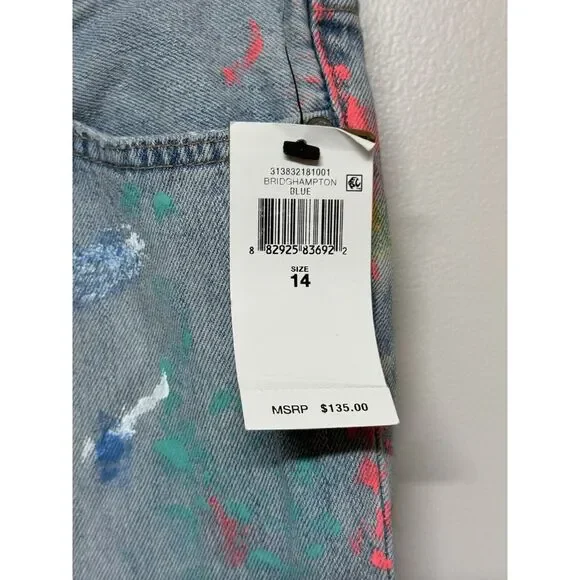 313832181001
BRIDGHAMPTON
BLUE
8 82925 83692 2
SIZE
14
MSRP $135.00